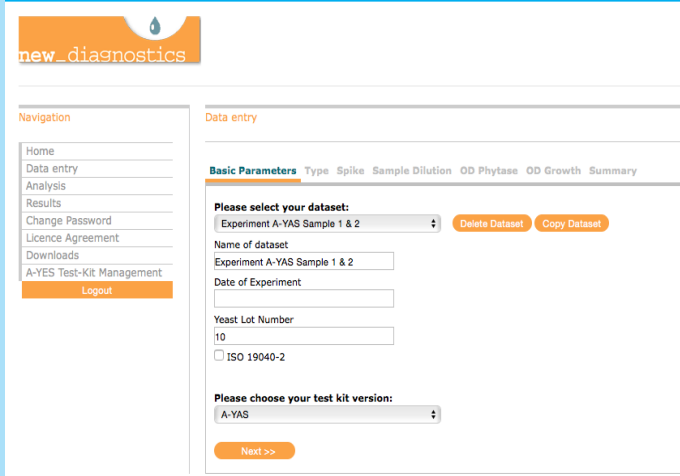 new_diagnostics
Navigation
Home
Data entry
Analysis
Results
Change Password
Licence Agreement
Downloads
A-YES Test-Kit Management
Logout
Data entry
Basic Parameters Type Spike Sample Dilution OD Phytase OD Growth Summary
Please select your dataset:
Experiment A-YAS Sample 1 & 2 Delete Dataset Copy Dataset
Name of dataset
Experiment A-YAS Sample 1 & 2
Date of Experiment
Yeast Lot Number
10
ISO 19040-2
Please choose your test kit version:
A-YAS
Next >>